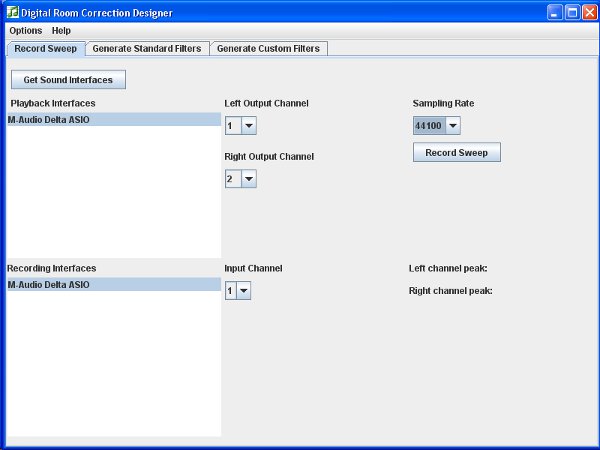 Digital Room Correction Designer
Options Help
Record Sweep Generate Standard Filters Generate Custom Filters
Get Sound Interfaces
Playback Interfaces Left Output Channel Sampling Rate
M-Audio Delta ASIO 1 44100
Record Sweep
Right Output Channel
2
Recording Interfaces Input Channel Left channel peak:
M-Audio Delta ASIO 1 Right channel peak: